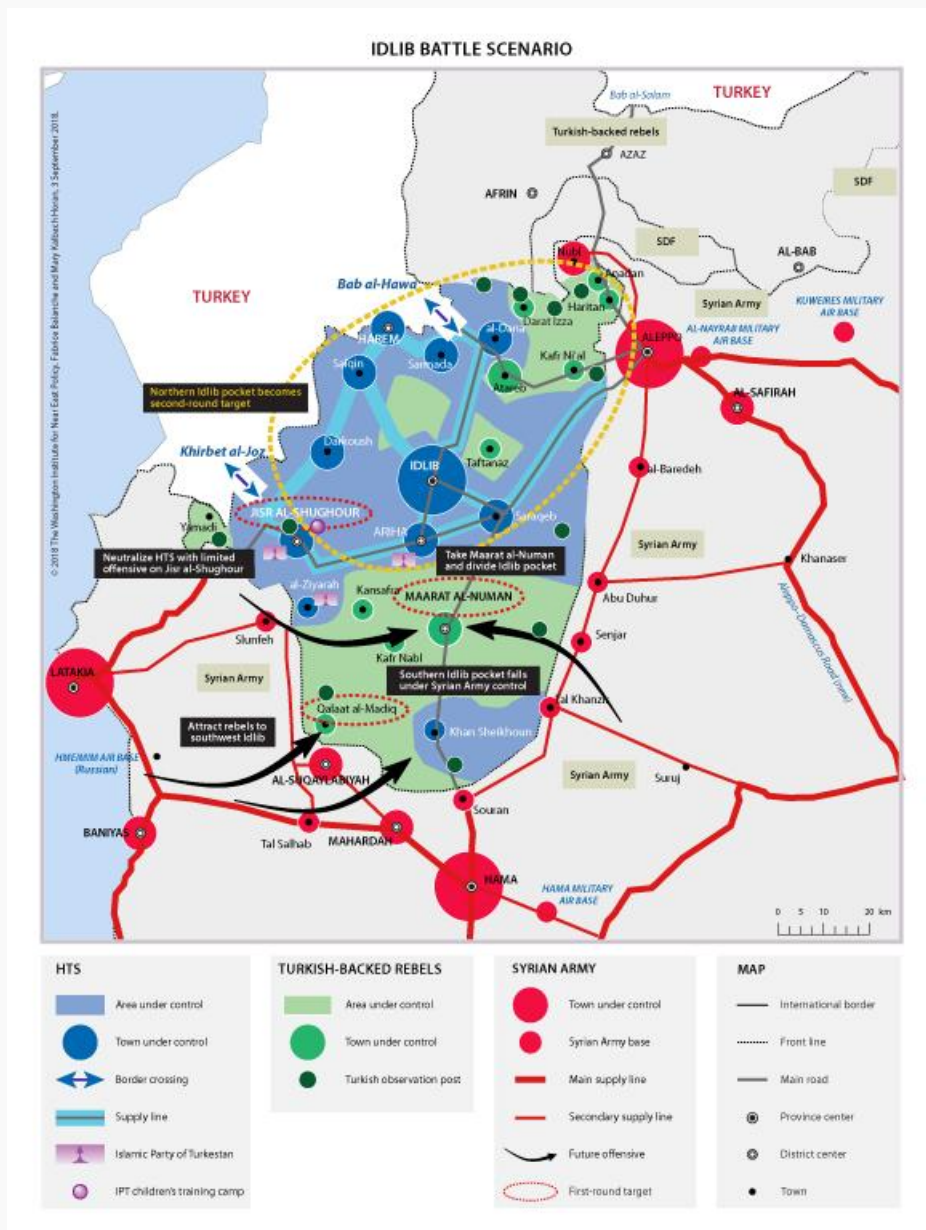 IDLIB BATTLE SCENARIO
© 2018 The Washington Institute for Near East Policy, Fabrice Balanche and Mary Kalbach Horan, 3 September 2018.
Bab al-Salam
TURKEY
Turkish-backed rebels
AZAZ
SDF
AFRIN
SDF
AL-BAB
Nubl
Anadan
Bab al-Hawa
TURKEY
Syrian Army
KUWEIRES MILITARY
AIR BASE
Haritan
Darat Izza
al-Dana
HAREM
AL-NAYRAB MILITARY
AIR BASE
ALEPPO
Sarmada
Kafr Ni'al
Salqin
Atareb
AL-SAFIRAH
Northern Idlib pocket becomes
second-round target
Khirbet al-Joz
Darkoush
Taftanaz
IDLIB
al-Baredeh
JISR AL-SHUGHOUR
Saraqeb
Yamadi
ARIHA
Syrian Army
Neutralize HTS with limited
offensive on Jisr al-Shughour
Take Maarat al-Numan
and divide Idlib pocket
Khanaser
al-Ziyarah
Kansafra
MAARAT AL-NUMAN
Abu Duhur
Slunfeh
Senjar
Kafr Nabl
Aleppo-Damascus Road (new)
LATAKIA
Syrian Army
Southern Idlib pocket falls
under Syrian Army control
Qalaat al-Madiq
al Khanzir
Attract rebels to
southwest Idlib
Khan Sheikhoun
HMEIMIM AIR BASE
(Russian)
AL-SUQAYLABIYAH
Syrian Army
Suruj
Souran
BANIYAS
Tal Salhab
MAHARDAH
HAMA
HAMA MILITARY
AIR BASE
0 5 10 20 km
HTS
Area under control
Town under control
Border crossing
Supply line
Islamic Party of Turkestan
IPT children's training camp
TURKISH-BACKED REBELS
Area under control
Town under control
Turkish observation post
SYRIAN ARMY
Town under control
Syrian Army base
Main supply line
Secondary supply line
Future offensive
First-round target
MAP
International border
Front line
Main road
Province center
District center
Town